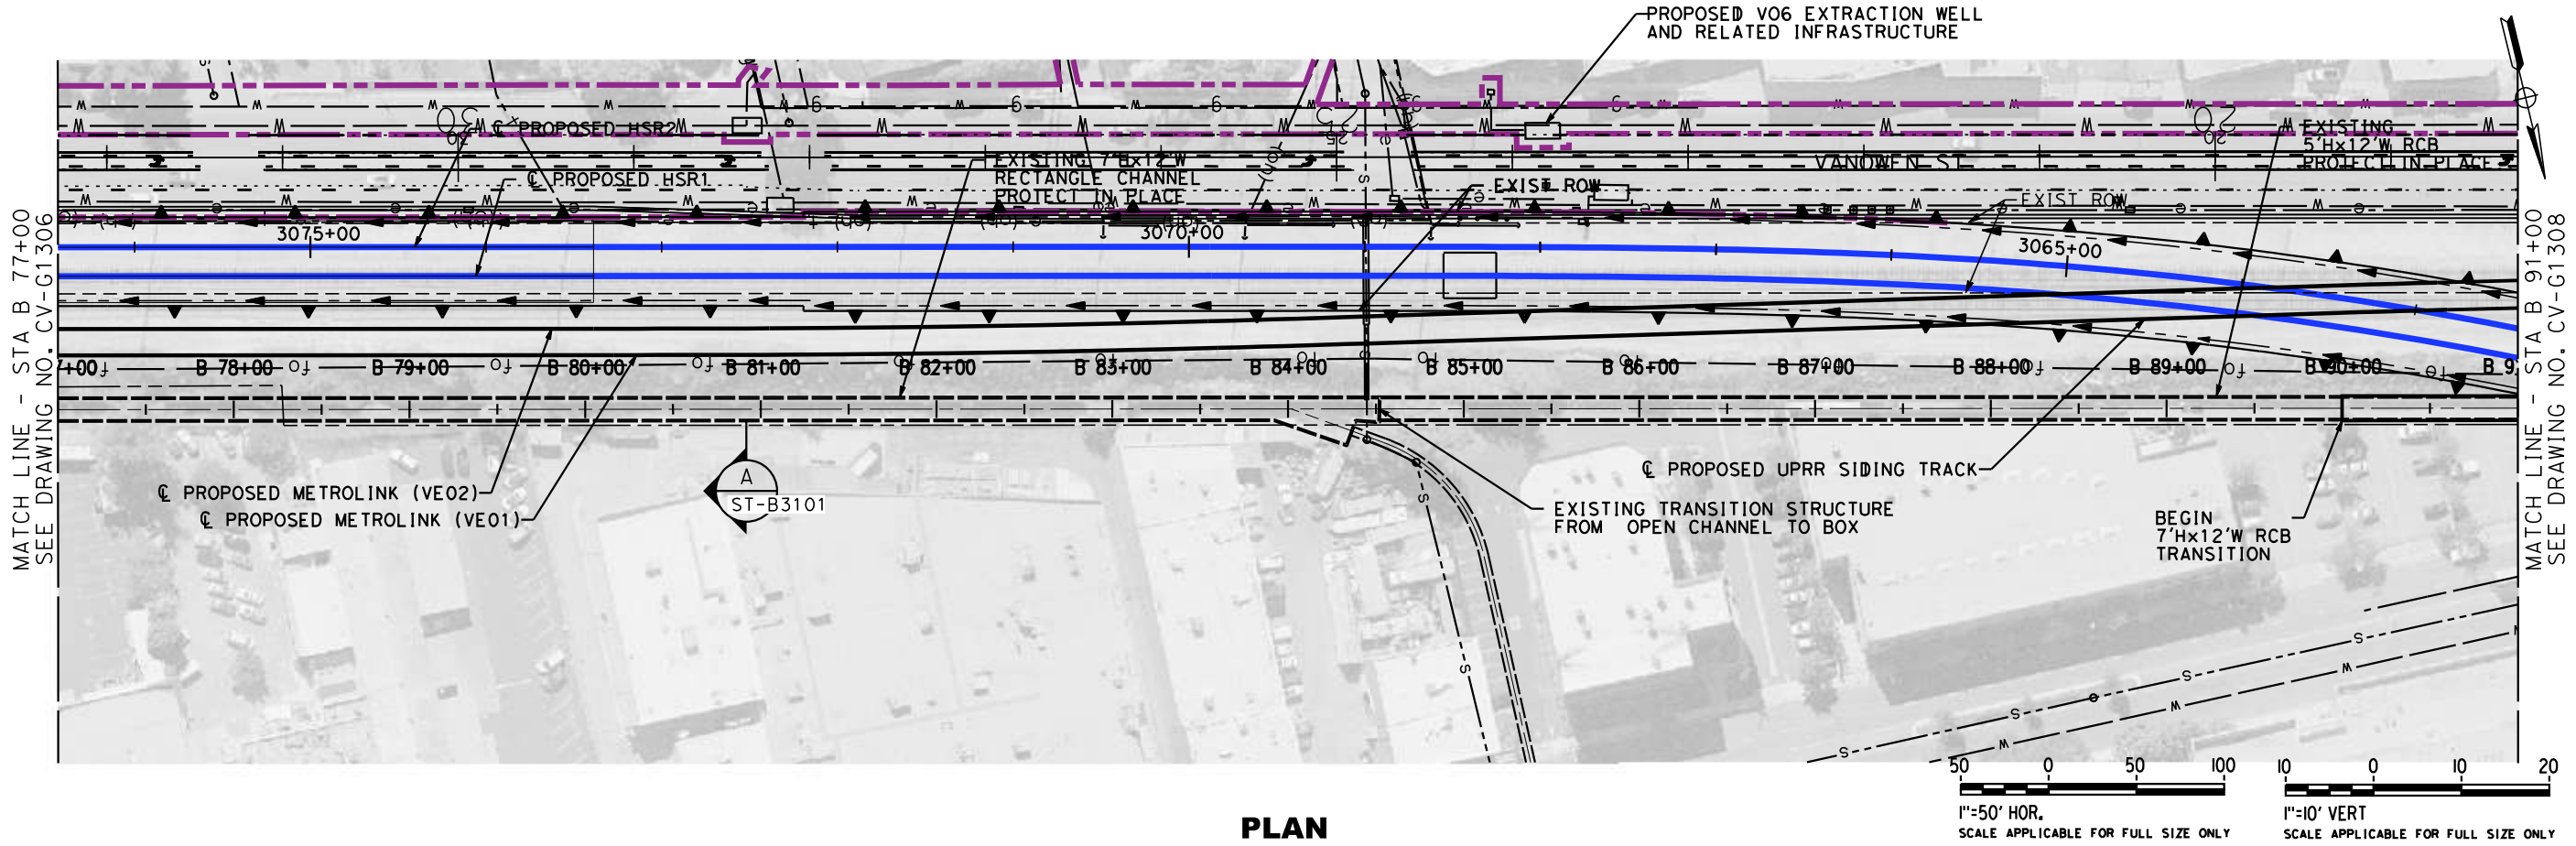 PROPOSED VO6 EXTRACTION WELL
AND RELATED INFRASTRUCTURE
℄ PROPOSED HSR2
℄ PROPOSED HSR1
EXISTING 7'Hx12'W
RECTANGLE CHANNEL
PROTECT IN PLACE
EXIST ROW
VANOWEN ST
EXISTING
5'Hx12'W RCB
PROJECT IN PLACE
EXIST ROW
3075+00
3070+00
3065+00
MATCH LINE - STA B 77+00
SEE DRAWING NO. CV-G1306
MATCH LINE - STA B 91+00
SEE DRAWING NO. CV-G1308
7+00
B 78+00
B 79+00
B 80+00
B 81+00
B 82+00
B 83+00
B 84+00
B 85+00
B 86+00
B 87+00
B 88+00
B 89+00
B 90+00
B 9
℄ PROPOSED METROLINK (VE02)
℄ PROPOSED METROLINK (VE01)
A
ST-B3101
℄ PROPOSED UPRR SIDING TRACK
EXISTING TRANSITION STRUCTURE
FROM OPEN CHANNEL TO BOX
BEGIN
7'Hx12'W RCB
TRANSITION
50 0 50 100
1"=50' HOR.
SCALE APPLICABLE FOR FULL SIZE ONLY
10 0 10 20
1"=10' VERT
SCALE APPLICABLE FOR FULL SIZE ONLY
PLAN